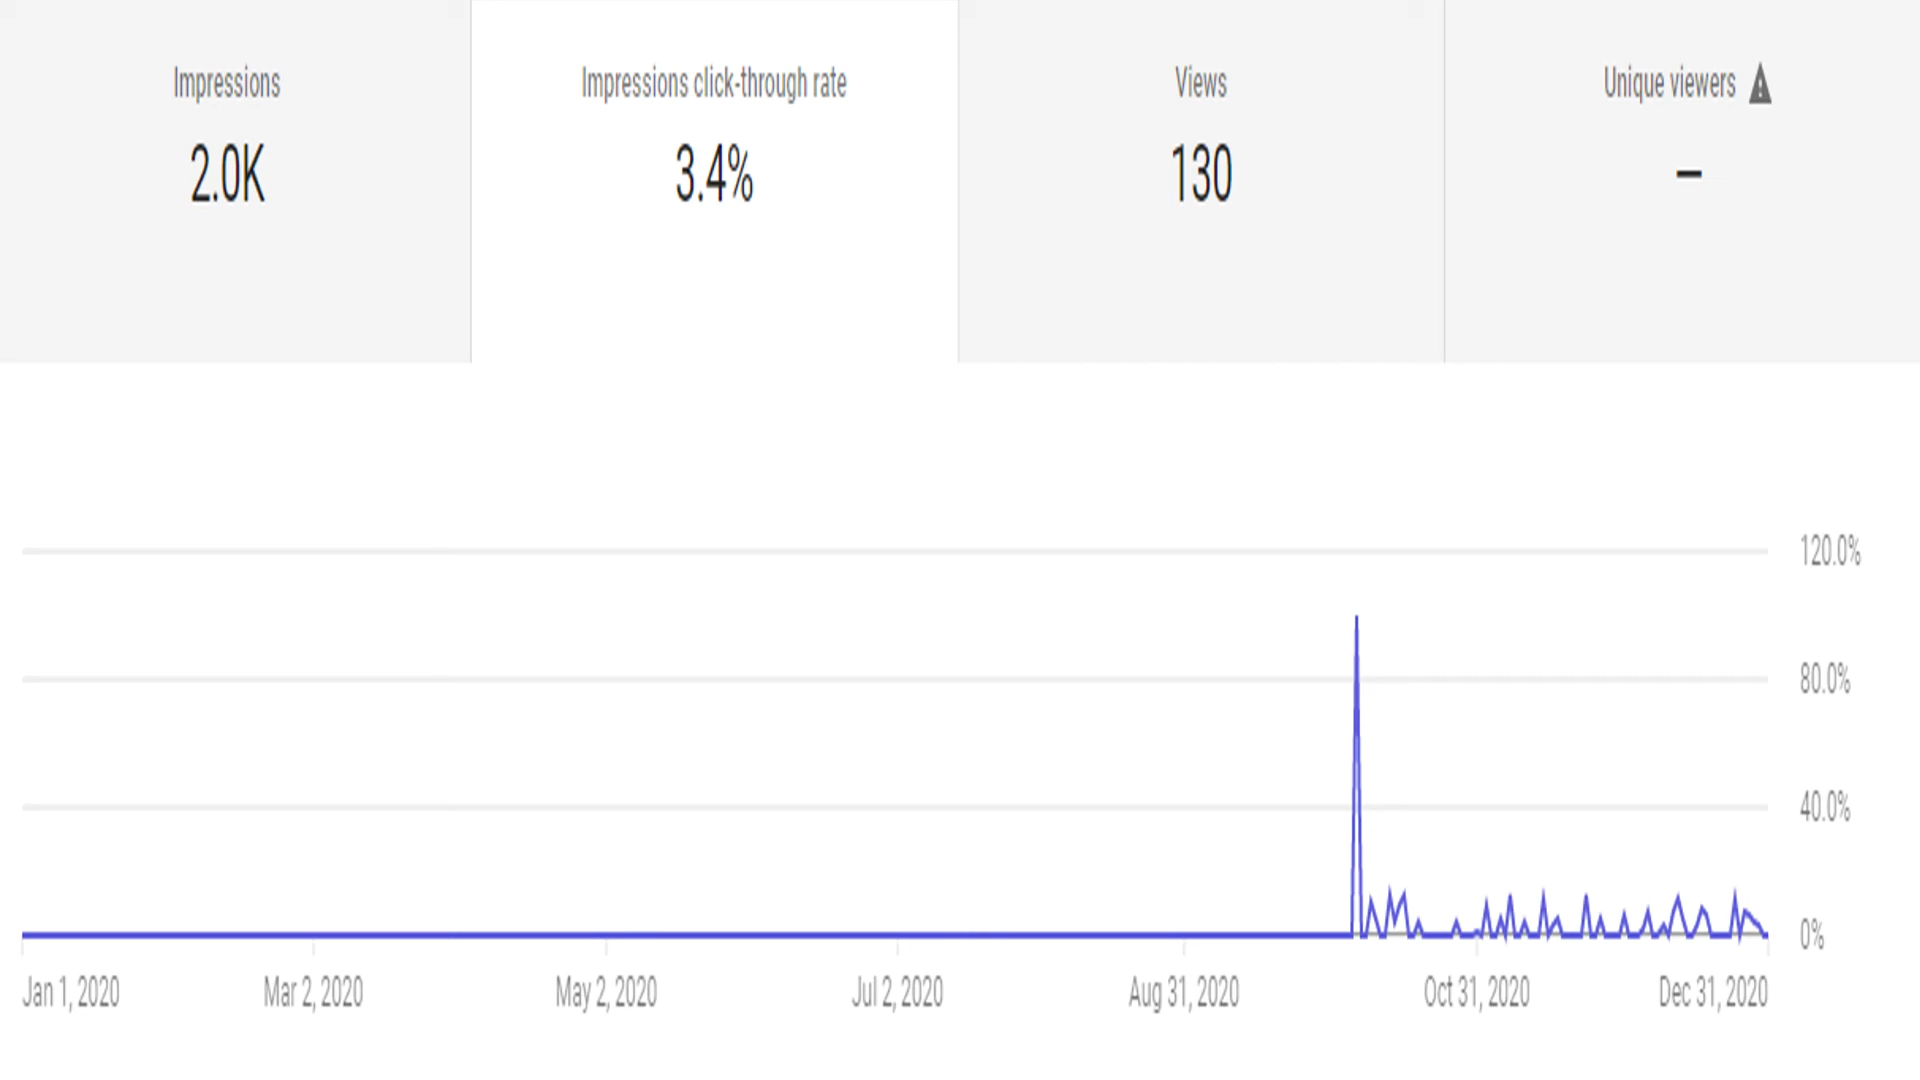 Impressions
2.0K
Impressions click-through rate
3.4%
Views
130
Unique viewers
—
120.0%
80.0%
40.0%
0%
Jan 1, 2020
Mar 2, 2020
May 2, 2020
Jul 2, 2020
Aug 31, 2020
Oct 31, 2020
Dec 31, 2020